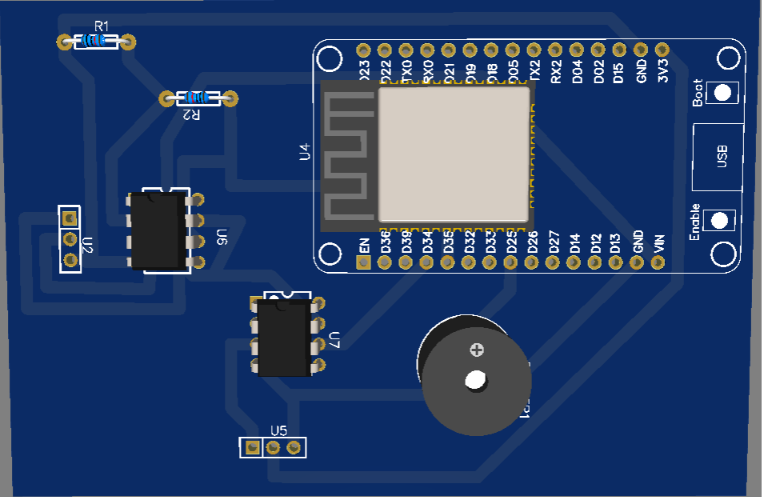 R1
R2
U4
D23
D22
TX0
RX0
D21
D19
D18
D05
TX2
RX2
D04
D02
D15
GND
3V3
Boot
USB
Enable
EN
D36
D39
D34
D35
D32
D33
D25
D26
D27
D14
D12
D13
GND
VIN
U2
U6
U7
U5